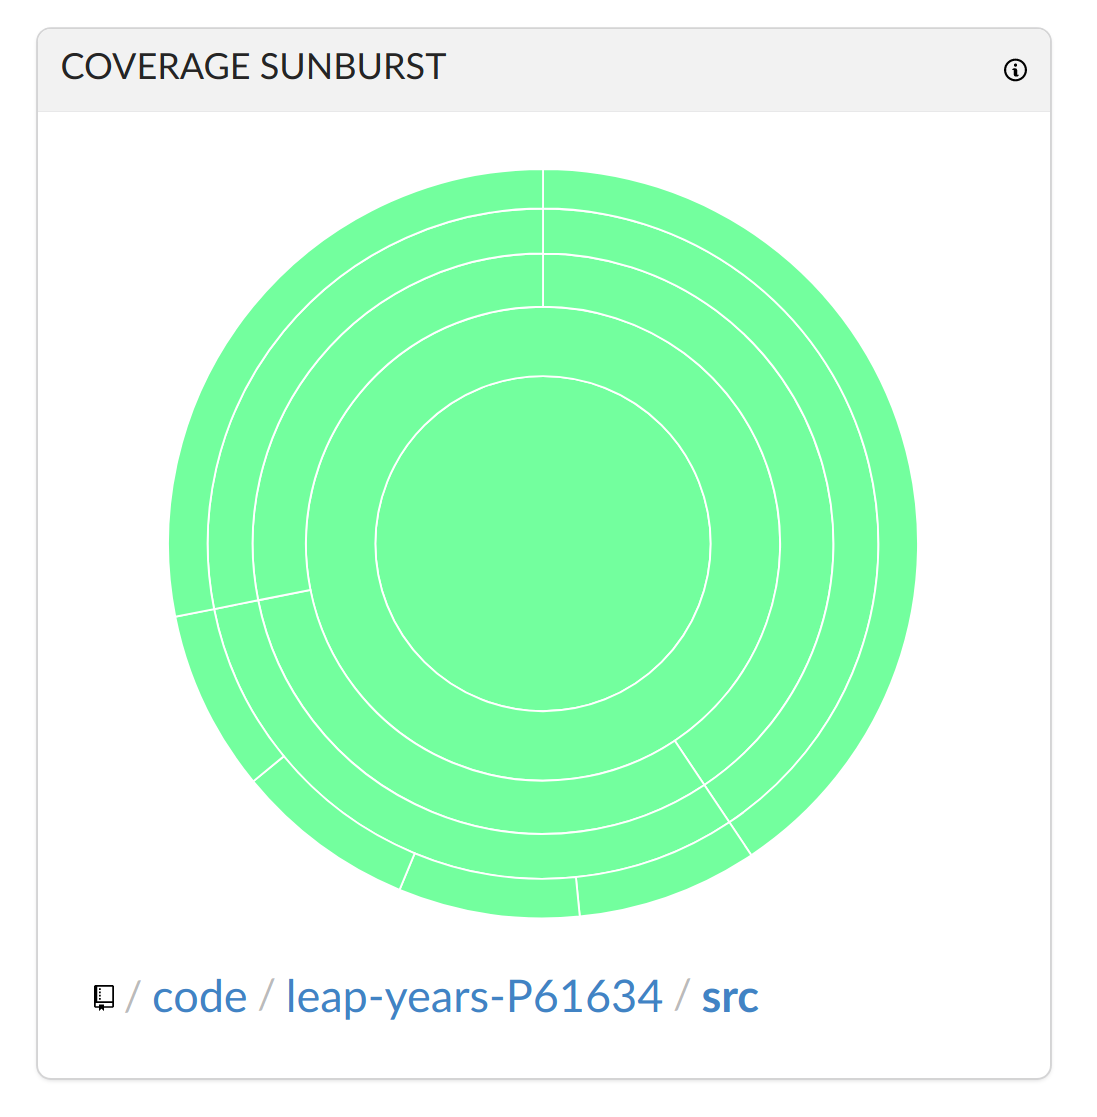 COVERAGE SUNBURST
/ code / leap-years-P61634 / src